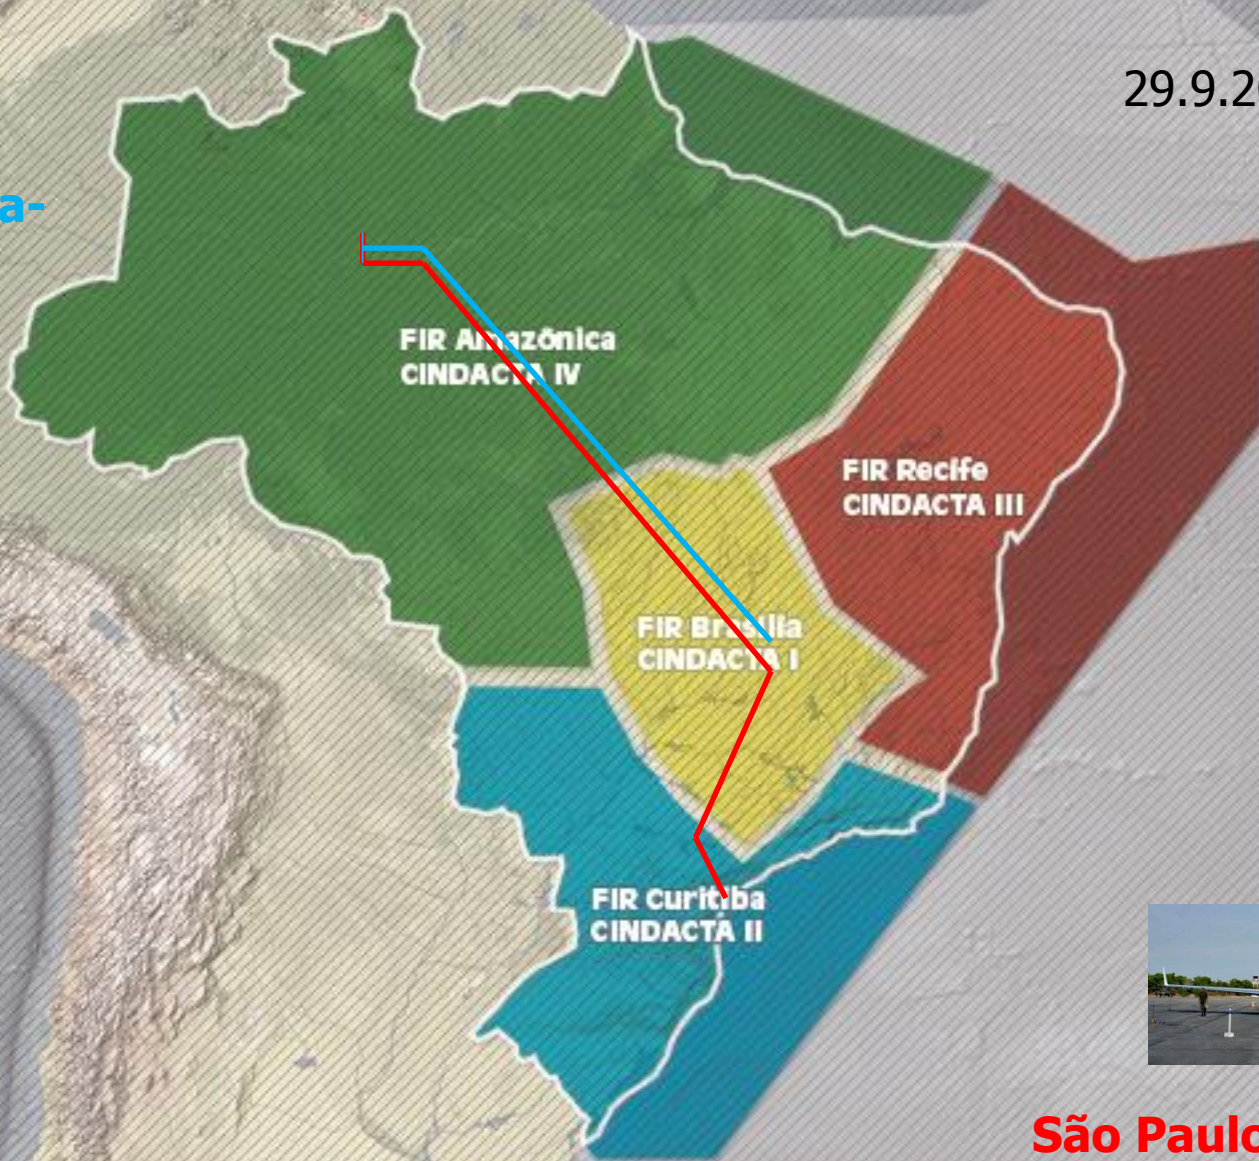 29.9.2
a-
FIR Amazônica
CINDACTA IV
FIR Recife
CINDACTA III
FIR Brasília
CINDACTA I
FIR Curitiba
CINDACTA II
São Paulo